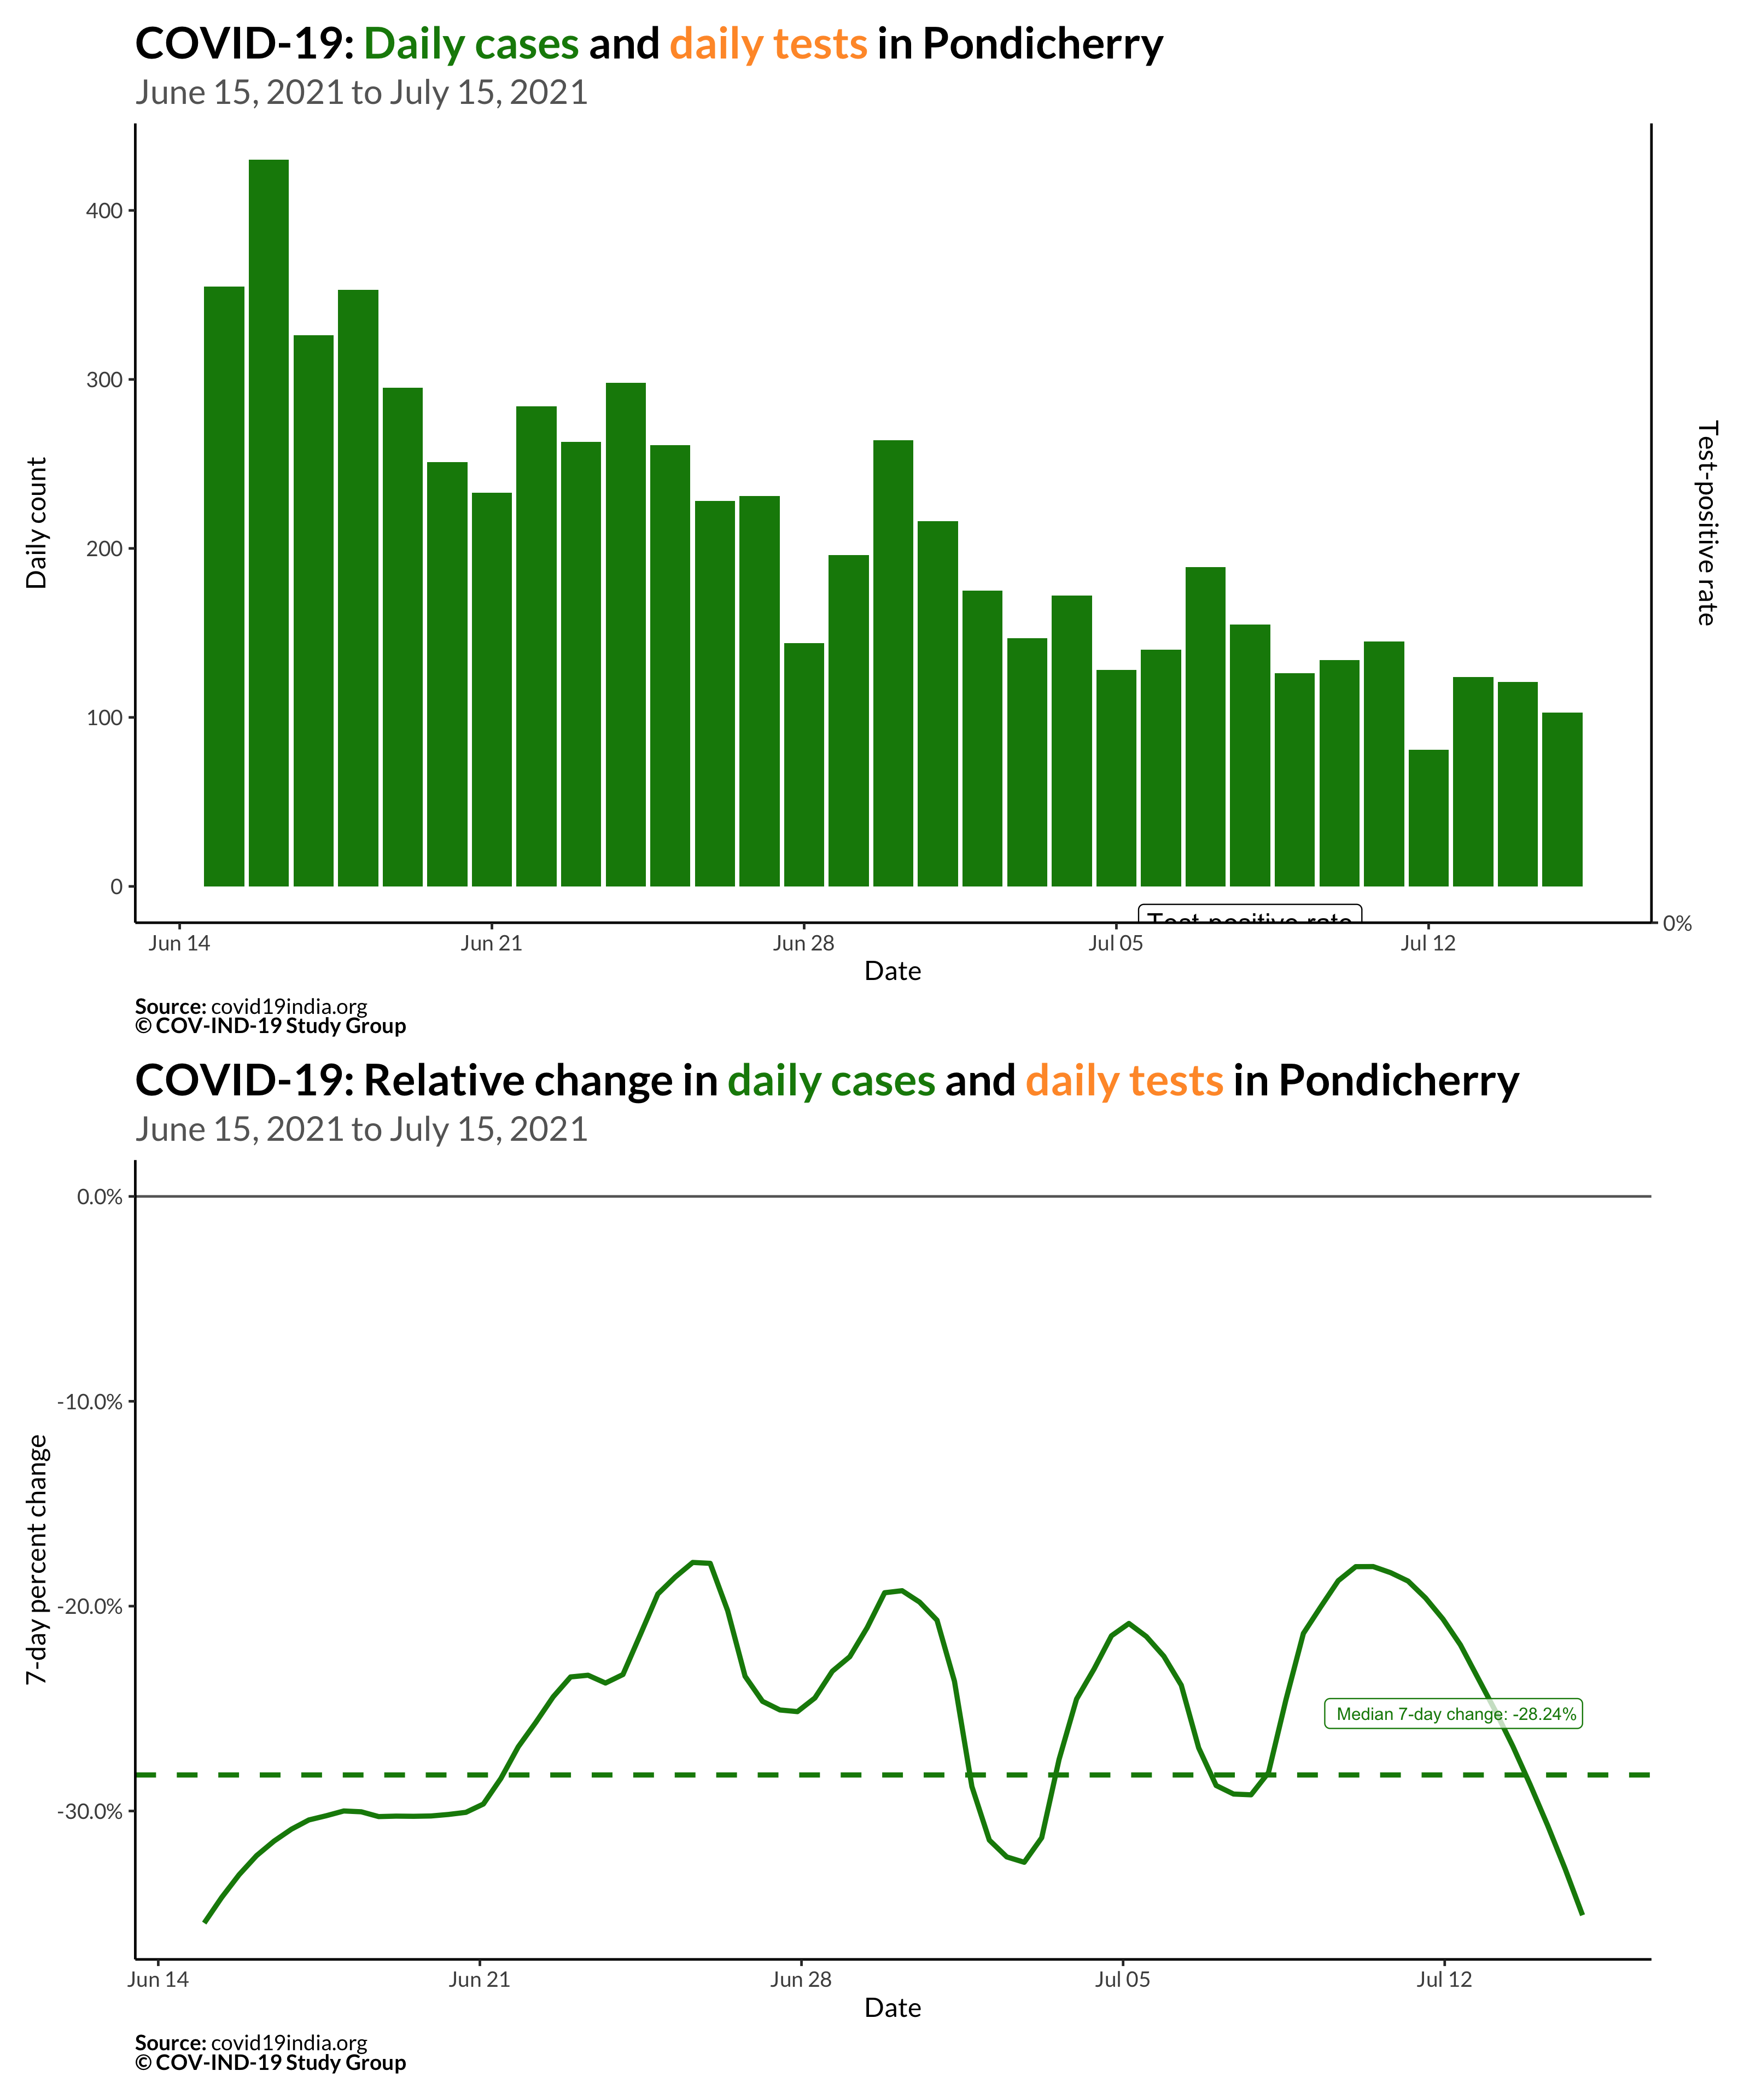 COVID-19: Daily cases and daily tests in Pondicherry
June 15, 2021 to July 15, 2021
400
300
200
100
0
Daily count
Test-positive rate
Test-positive rate
0%
Jun 14
Jun 21
Jun 28
Jul 05
Jul 12
Date
Source: covid19india.org
© COV-IND-19 Study Group
COVID-19: Relative change in daily cases and daily tests in Pondicherry
June 15, 2021 to July 15, 2021
0.0%
-10.0%
-20.0%
-30.0%
7-day percent change
Median 7-day change: -28.24%
Jun 14
Jun 21
Jun 28
Jul 05
Jul 12
Date
Source: covid19india.org
© COV-IND-19 Study Group